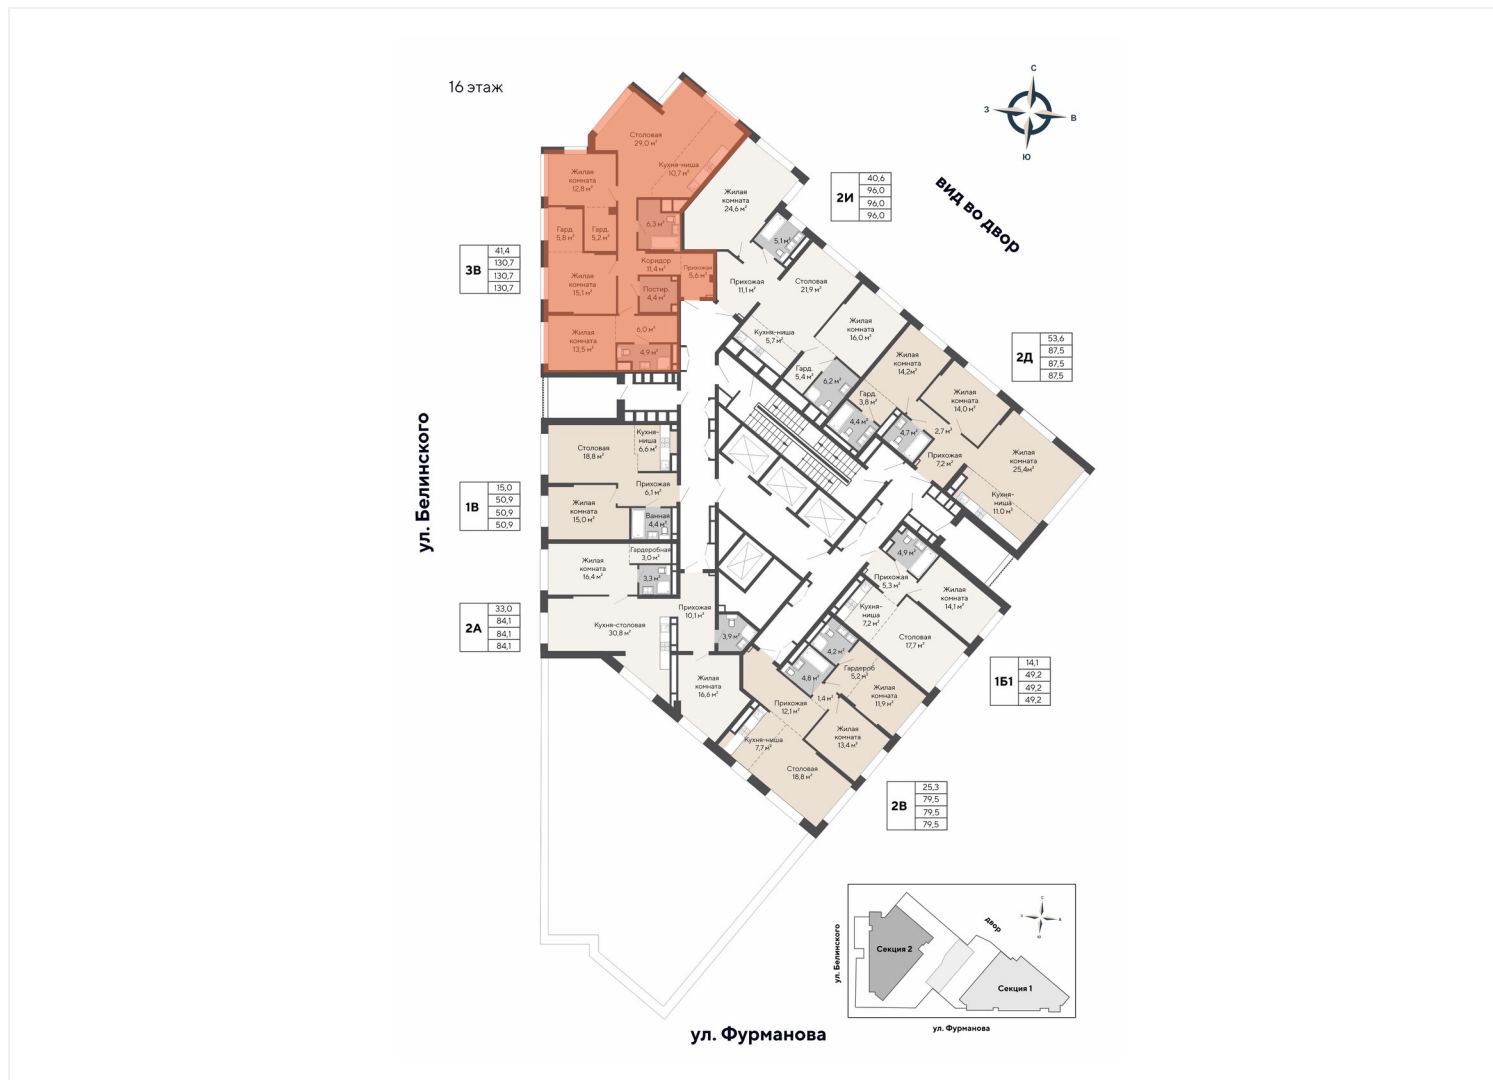 16 этаж
С
З
В
Ю
вид во двор
ул. Белинского
ул. Фурманова
3В
41,4
130,7
130,7
130,7
Столовая
29,0 м²
Кухня-ниша
10,7 м²
Жилая
комната
12,8 м²
6,3 м²
Гард.
5,8 м²
Гард.
5,2 м²
Коридор
11,4 м²
Прихожая
5,6 м²
Жилая
комната
15,1 м²
Постир.
4,4 м²
Жилая
комната
13,5 м²
6,0 м²
4,9 м²
2И
40,6
96,0
96,0
96,0
Жилая
комната
24,6 м²
5,1 м²
Прихожая
11,1 м²
Столовая
21,9 м²
Кухня-ниша
5,7 м²
Жилая
комната
16,0 м²
Гард.
5,4 м²
6,2 м²
2Д
53,6
87,5
87,5
87,5
Жилая
комната
14,2м²
Гард.
3,8 м²
4,4 м²
4,7 м²
Жилая
комната
14,0 м²
2,7 м²
Прихожая
7,2 м²
Жилая
комната
25,4м²
Кухня-
ниша
11.0 м²
1В
15,0
50,9
50,9
50,9
Столовая
18,8 м²
Кухня-
ниша
6,6 м²
Прихожая
6,1 м²
Жилая
комната
15,0 м²
Ванная
4,4 м²
2А
33,0
84,1
84,1
84,1
Жилая
комната
16,4 м²
Гардеробная
3,0 м²
3,3 м²
Кухня-столовая
30,8 м²
Прихожая
10,1 м²
3,9 м²
Жилая
комната
16,6 м²
1Б1
14,1
49,2
49,2
49,2
4,9 м²
Прихожая
5,3 м²
Жилая
комната
14,1 м²
Кухня-
ниша
7,2 м²
Столовая
17,7 м²
2В
25,3
79,5
79,5
79,5
4,2 м²
4,8 м²
Гардероб
5,2 м²
1,4 м²
Жилая
комната
11,9 м²
Прихожая
12,1 м²
Жилая
комната
13,4 м²
Кухня-ниша
7,7 м²
Столовая
18,8 м²
ул. Белинского
Секция 2
двор
Секция 1
ул. Фурманова